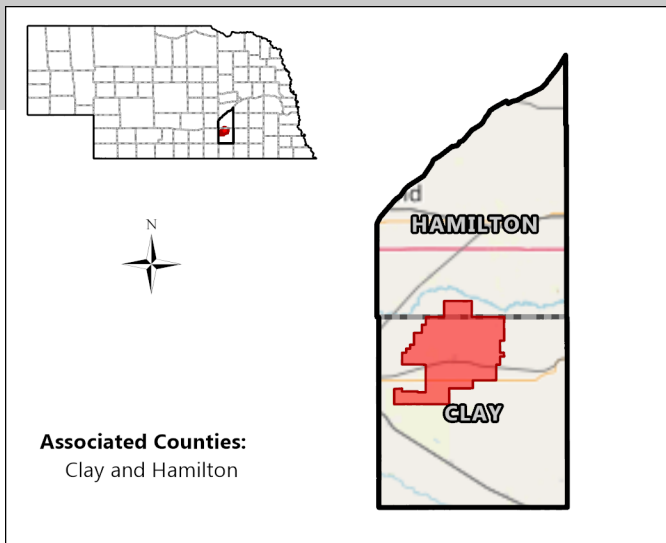 N
HAMILTON
CLAY
Associated Counties:
Clay and Hamilton